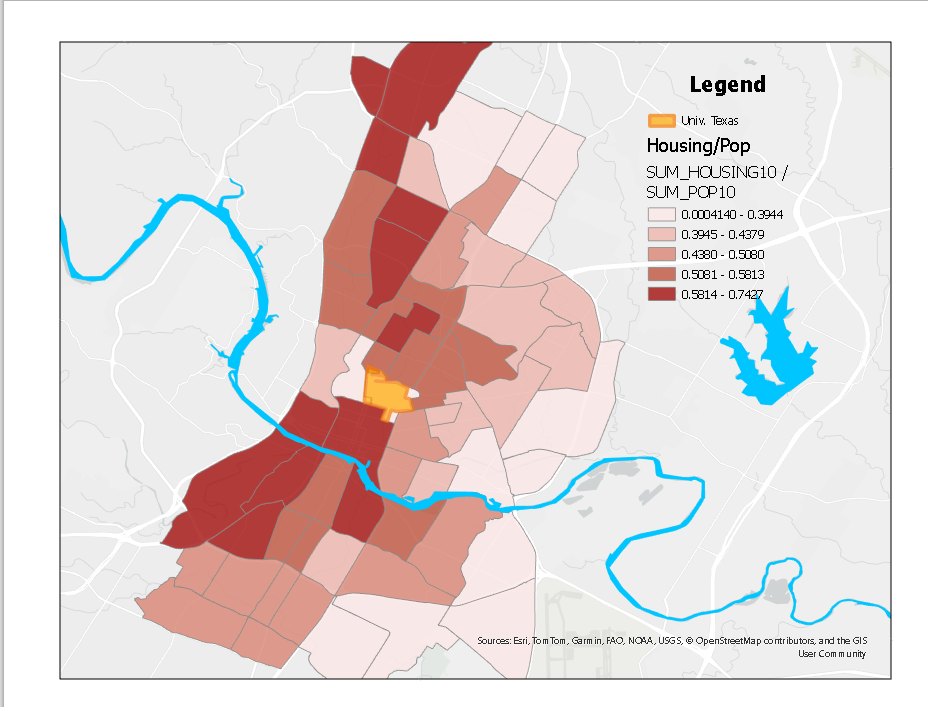 Legend
Univ. Texas
Housing/Pop
SUM_HOUSING10 /
SUM_POP10
0.0004140 - 0.3944
0.3945 - 0.4379
0.4380 - 0.5080
0.5081 - 0.5813
0.5814 - 0.7427
Sources: Esri, TomTom, Garmin, FAO, NOAA, USGS, © OpenStreetMap contributors, and the GIS
User Community